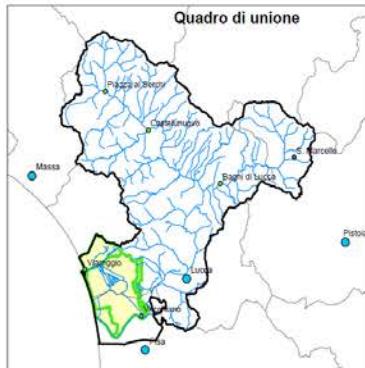 Quadro di unione
Piazza al Serchio
Castelnuovo
S. Marcello
Massa
Bagni di Lucca
Pistoia
Viareggio
Lucca
Pisa